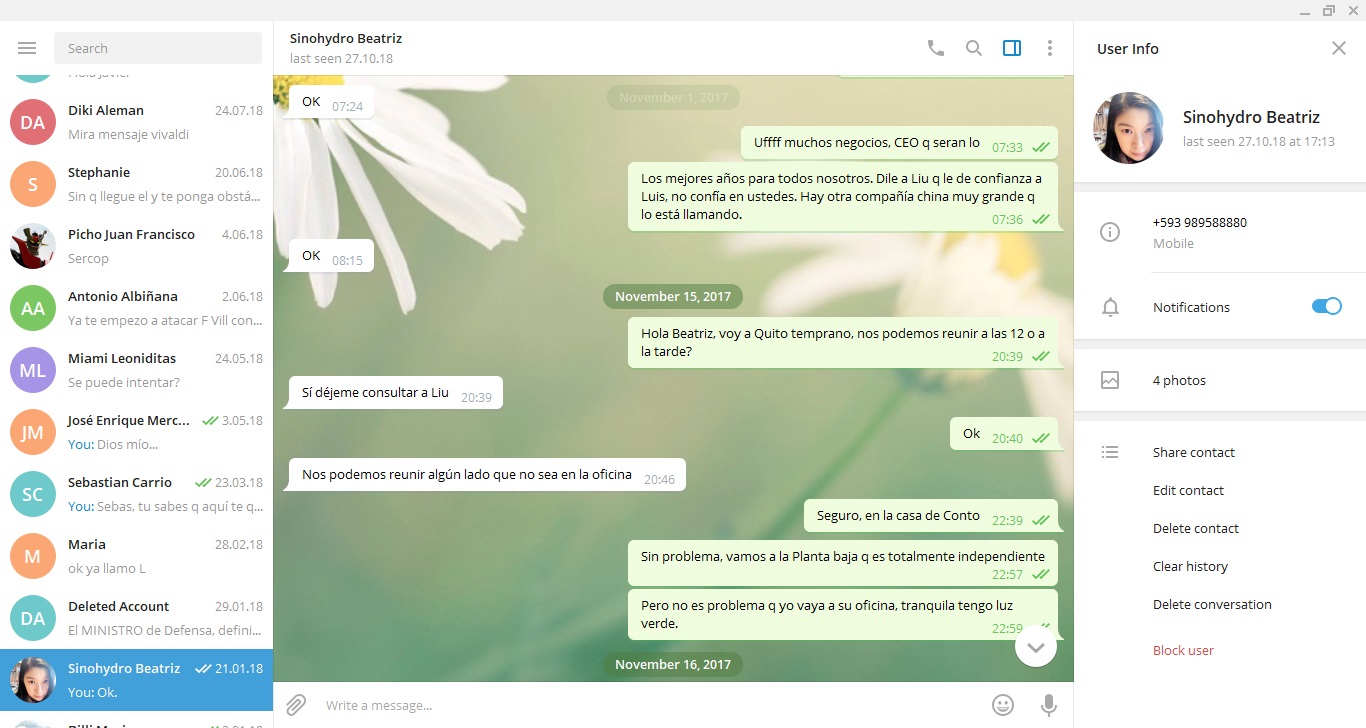 Search
Hola Javier
Diki Aleman
24.07.18
Mira mensaje vivaldi
Stephanie
20.06.18
Sin q llegue el y te ponga obstá...
Picho Juan Francisco
4.06.18
Sercop
Antonio Albiñana
2.06.18
Ya te empezo a atacar F Vill con...
Miami Leoniditas
24.05.18
Se puede intentar?
José Enrique Merc...
3.05.18
You: Dios mío...
Sebastian Carrio
23.03.18
You: Sebas, tu sabes q aquí te q...
Maria
28.02.18
ok ya llamo L
Deleted Account
29.01.18
El MINISTRO de Defensa, defini...
Sinohydro Beatriz
21.01.18
You: Ok.
DA
S
AA
ML
JM
SC
M
DA
Sinohydro Beatriz
last seen 27.10.18
November 1, 2017
OK 07:24
Uffff muchos negocios, CEO q seran lo 07:33
Los mejores años para todos nosotros. Dile a Liu q le de confianza a
Luis, no confía en ustedes. Hay otra compañía china muy grande q
lo está llamando. 07:36
OK 08:15
November 15, 2017
Hola Beatriz, voy a Quito temprano, nos podemos reunir a las 12 o a
la tarde? 20:39
Sí déjeme consultar a Liu 20:39
Ok 20:40
Nos podemos reunir algún lado que no sea en la oficina 20:46
Seguro, en la casa de Conto 22:39
Sin problema, vamos a la Planta baja q es totalmente independiente
22:57
Pero no es problema q yo vaya a su oficina, tranquila tengo luz
verde. 22:59
November 16, 2017
Write a message...
User Info
Sinohydro Beatriz
last seen 27.10.18 at 17:13
+593 989588880
Mobile
Notifications
4 photos
Share contact
Edit contact
Delete contact
Clear history
Delete conversation
Block user